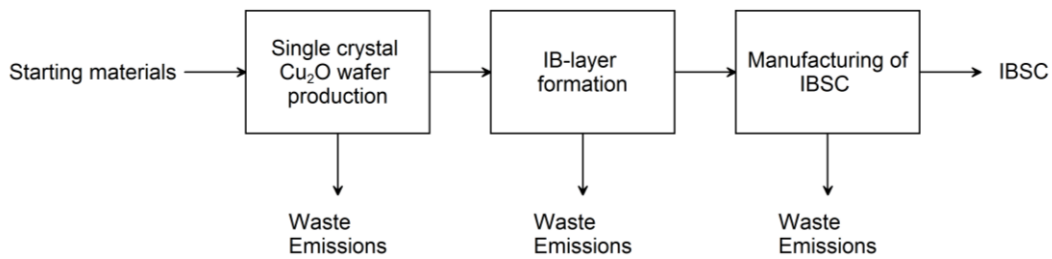 Starting materials
Single crystal
Cu₂O wafer
production
IB-layer
formation
Manufacturing of
IBSC
IBSC
Waste
Emissions
Waste
Emissions
Waste
Emissions